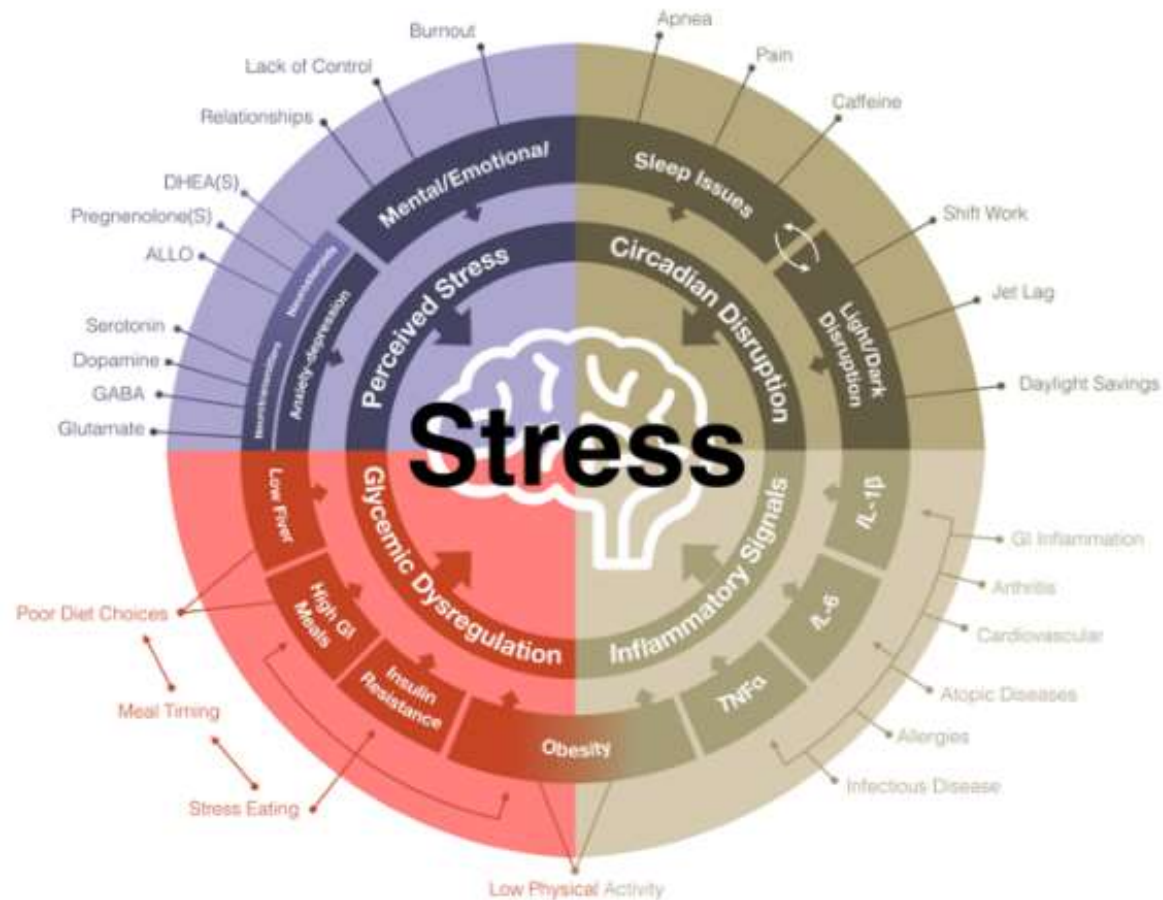 Burnout
Lack of Control
Relationships
DHEA(S)
Pregnenolone(S)
ALLO
Serotonin
Dopamine
GABA
Glutamate
Apnea
Pain
Caffeine
Shift Work
Jet Lag
Daylight Savings
Mental/Emotional
Sleep Issues
Light/Dark
Disruption
Anxiety-depression
Perceived Stress
Circadian Disruption
Stress
Glycemic Dysregulation
Inflammatory Signals
Low Fiver
High GI
Meals
Insulin
Resistance
Obesity
TNFα
IL-6
IL-1β
GI Inflammation
Arthritis
Cardiovascular
Atopic Diseases
Allergies
Infectious Disease
Poor Diet Choices
Meal Timing
Stress Eating
Low Physical Activity